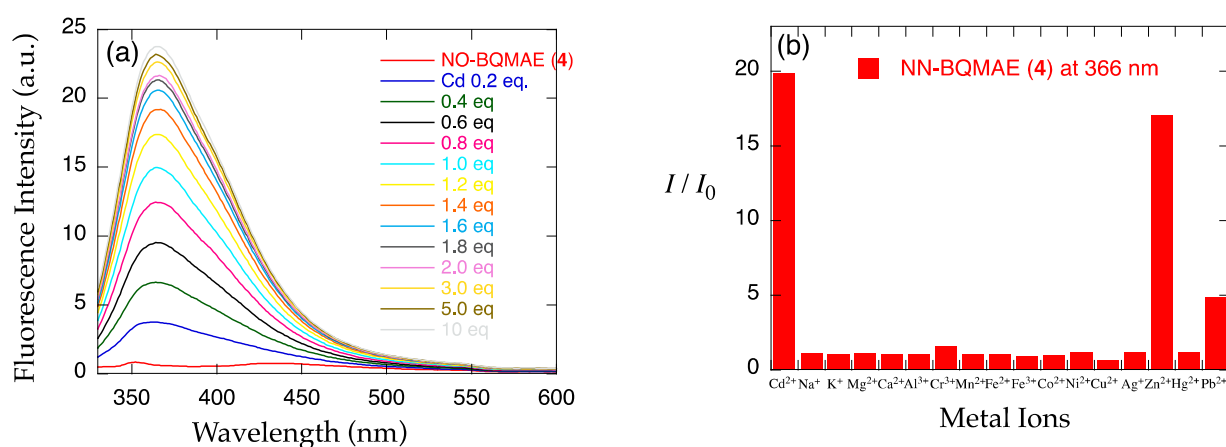 (a)
Fluorescence Intensity (a.u.)
25
20
15
10
5
0
NO-BQMAE (4)
Cd 0.2 eq.
0.4 eq
0.6 eq
0.8 eq
1.0 eq
1.2 eq
1.4 eq
1.6 eq
1.8 eq
2.0 eq
3.0 eq
5.0 eq
10 eq
350 400 450 500 550 600
Wavelength (nm)
(b)
NN-BQMAE (4) at 366 nm
I / I₀
20
15
10
5
0
Cd²⁺ Na⁺ K⁺ Mg²⁺ Ca²⁺ Al³⁺ Cr³⁺ Mn²⁺ Fe²⁺ Fe³⁺ Co²⁺ Ni²⁺ Cu²⁺ Ag⁺ Zn²⁺ Hg²⁺ Pb²⁺
Metal Ions